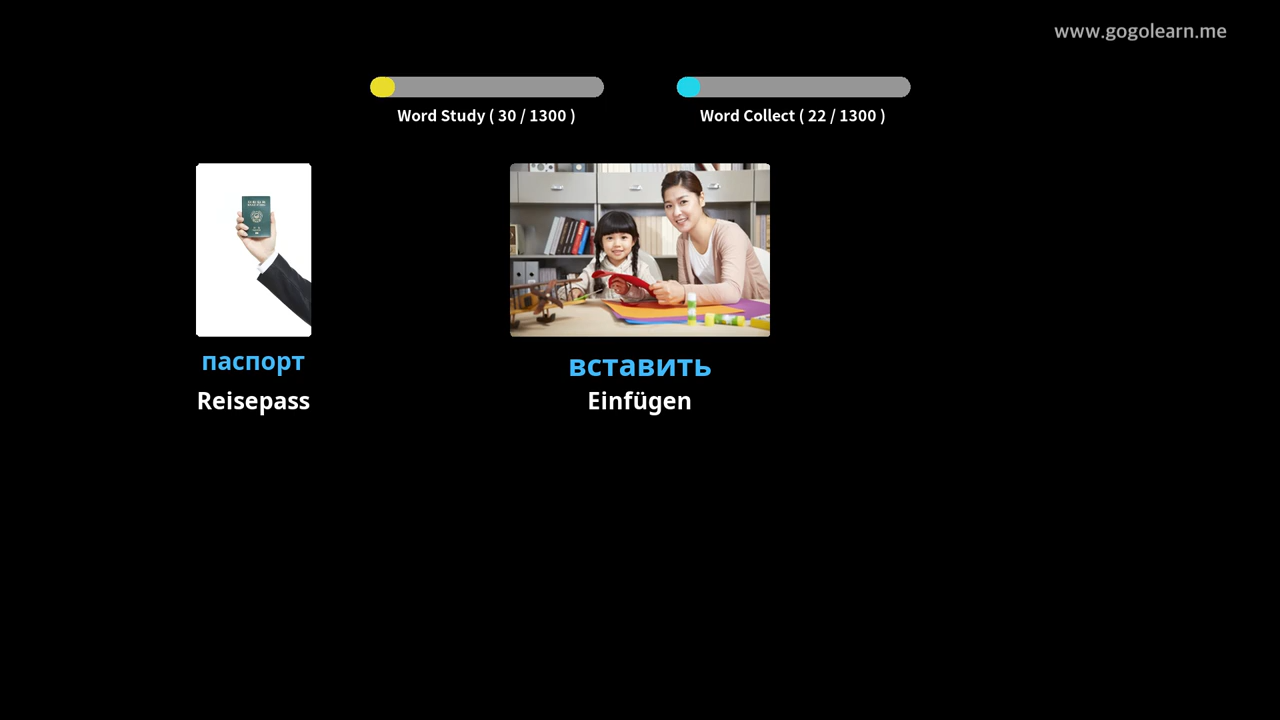 www.gogolearn.me
Word Study ( 30 / 1300 )
Word Collect ( 22 / 1300 )
паспорт
Reisepass
вставить
Einfügen